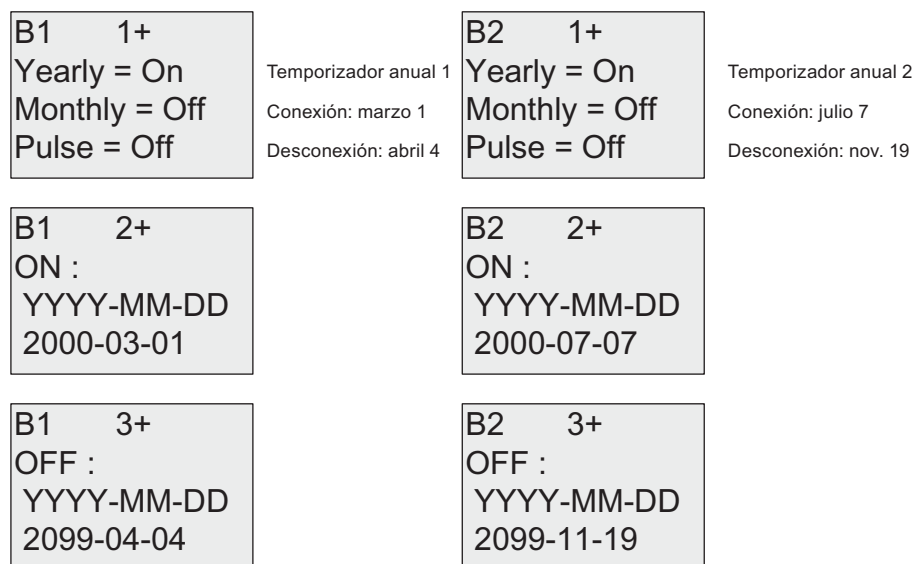 B1 1+
Yearly = On
Monthly = Off
Pulse = Off
Temporizador anual 1
Conexión: marzo 1
Desconexión: abril 4
B2 1+
Yearly = On
Monthly = Off
Pulse = Off
Temporizador anual 2
Conexión: julio 7
Desconexión: nov. 19
B1 2+
ON :
YYYY-MM-DD
2000-03-01
B2 2+
ON :
YYYY-MM-DD
2000-07-07
B1 3+
OFF :
YYYY-MM-DD
2099-04-04
B2 3+
OFF :
YYYY-MM-DD
2099-11-19